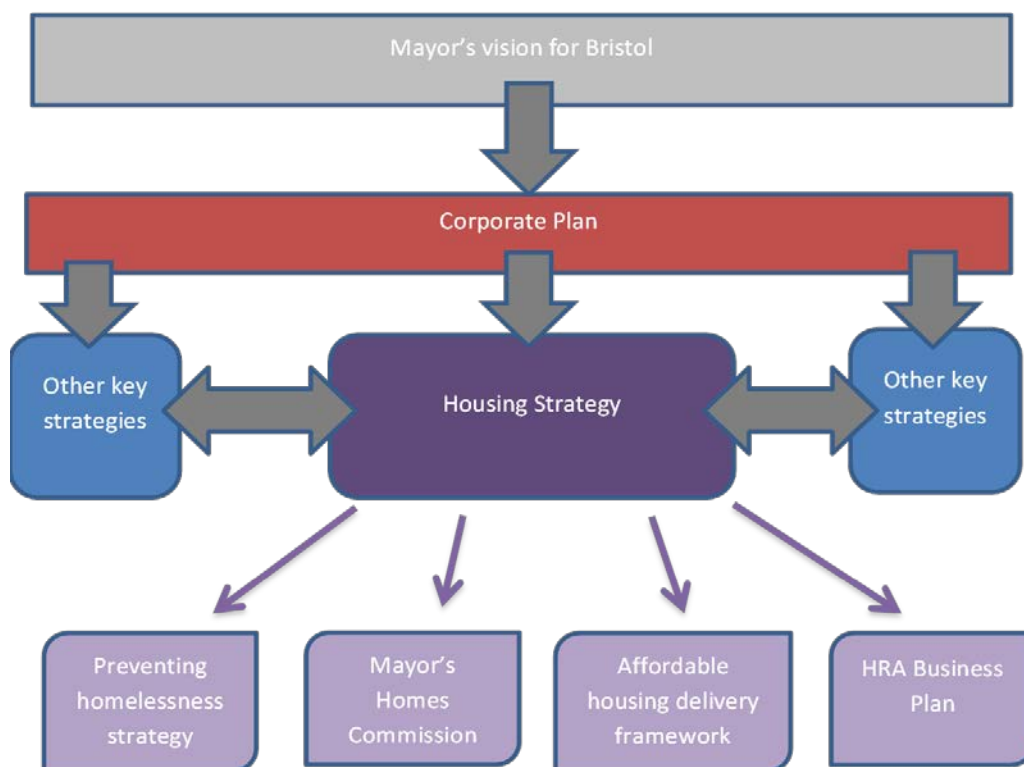 Mayor’s vision for Bristol
Corporate Plan
Other key
strategies
Housing Strategy
Other key
strategies
Preventing
homelessness
strategy
Mayor’s
Homes
Commission
Affordable
housing delivery
framework
HRA Business
Plan